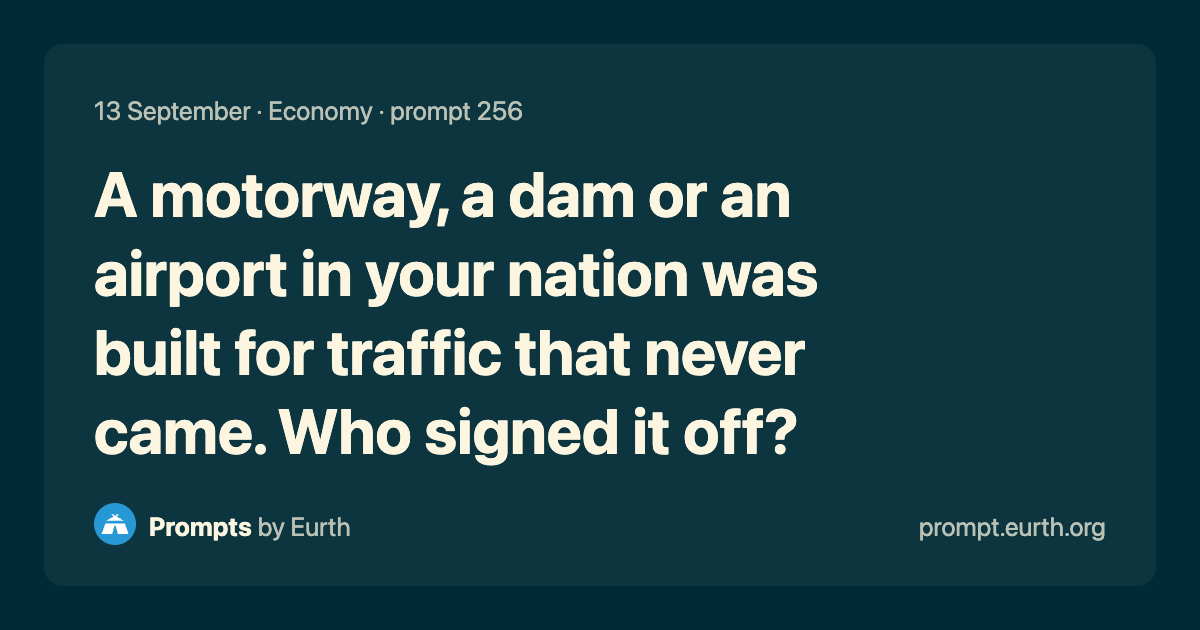 13 September · Economy · prompt 256
A motorway, a dam or an
airport in your nation was
built for traffic that never
came. Who signed it off?
Prompts by Eurth
prompt.eurth.org